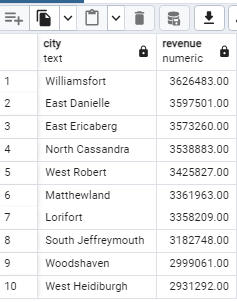 city revenue
text numeric
1 Williamsfort 3626483.00
2 East Danielle 3597501.00
3 East Ericaberg 3573260.00
4 North Cassandra 3538883.00
5 West Robert 3425827.00
6 Matthewland 3361963.00
7 Lorifort 3358209.00
8 South Jeffreymouth 3182748.00
9 Woodshaven 2999061.00
10 West Heidiburgh 2931292.00